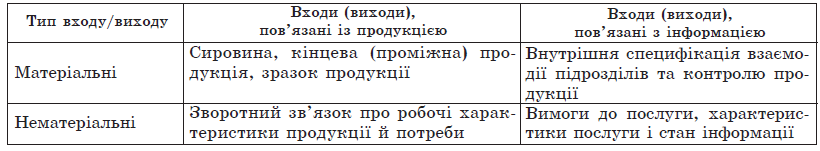 Тип входу/виходу
Входи (виходи),
пов'язані із продукцією
Входи (виходи),
пов'язані з інформацією
Матеріальні
Сировина, кінцева (проміжна) про-
дукція, зразок продукції
Внутрішня специфікація взаємо-
дії підрозділів та контролю про-
дукції
Нематеріальні
Зворотний зв'язок про робочі харак-
теристики продукції й потреби
Вимоги до послуги, характерис-
тики послуги і стан інформації